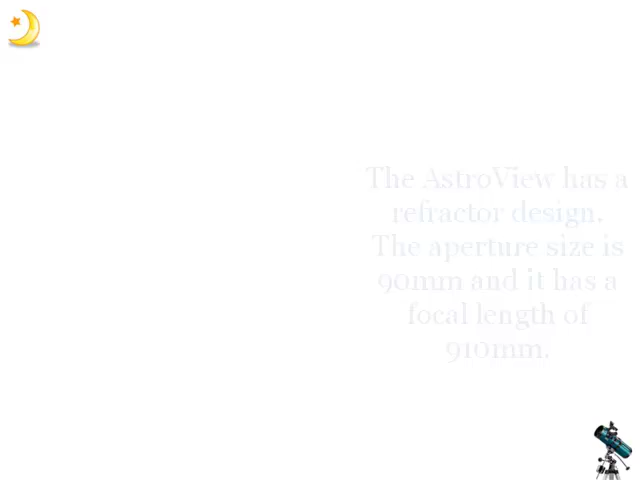 The AstroView has a
refractor design.
The aperture size is
90mm and it has a
focal length of
910mm.